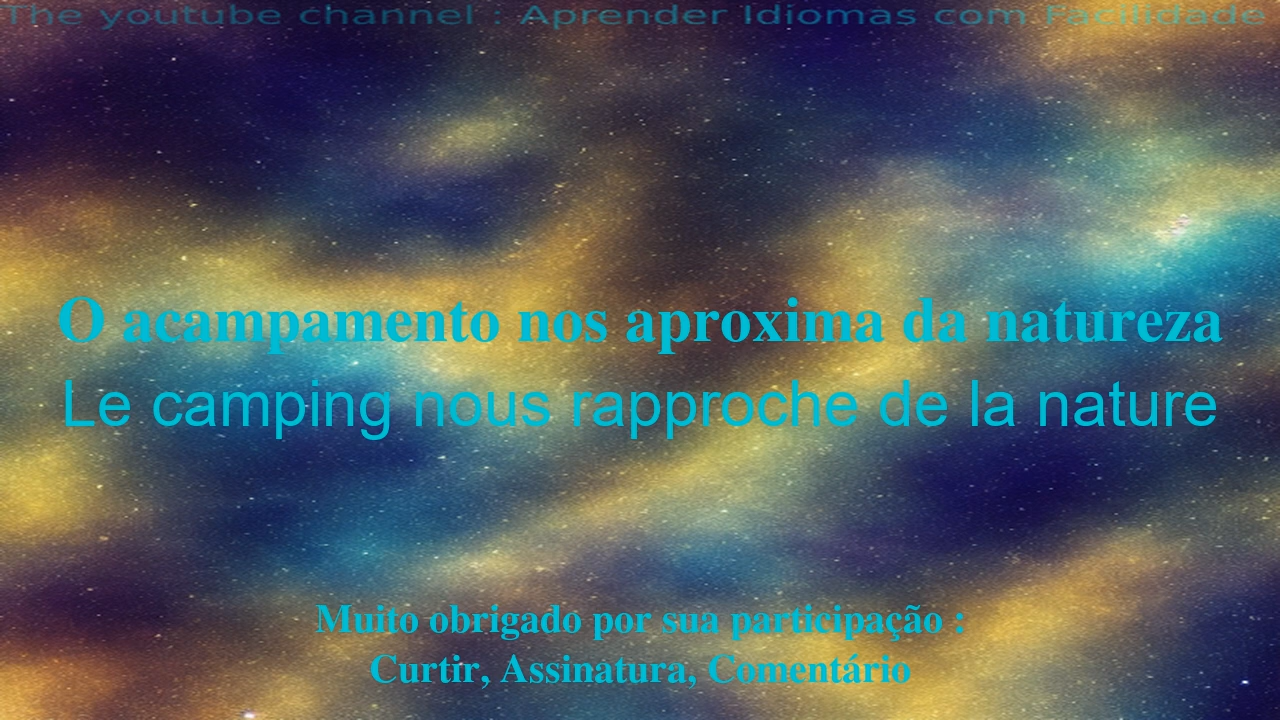 The youtube channel : Aprender Idiomas com Facilidade
O acampamento nos aproxima da natureza
Le camping nous rapproche de la nature
Muito obrigado por sua participação :
Curtir, Assinatura, Comentário